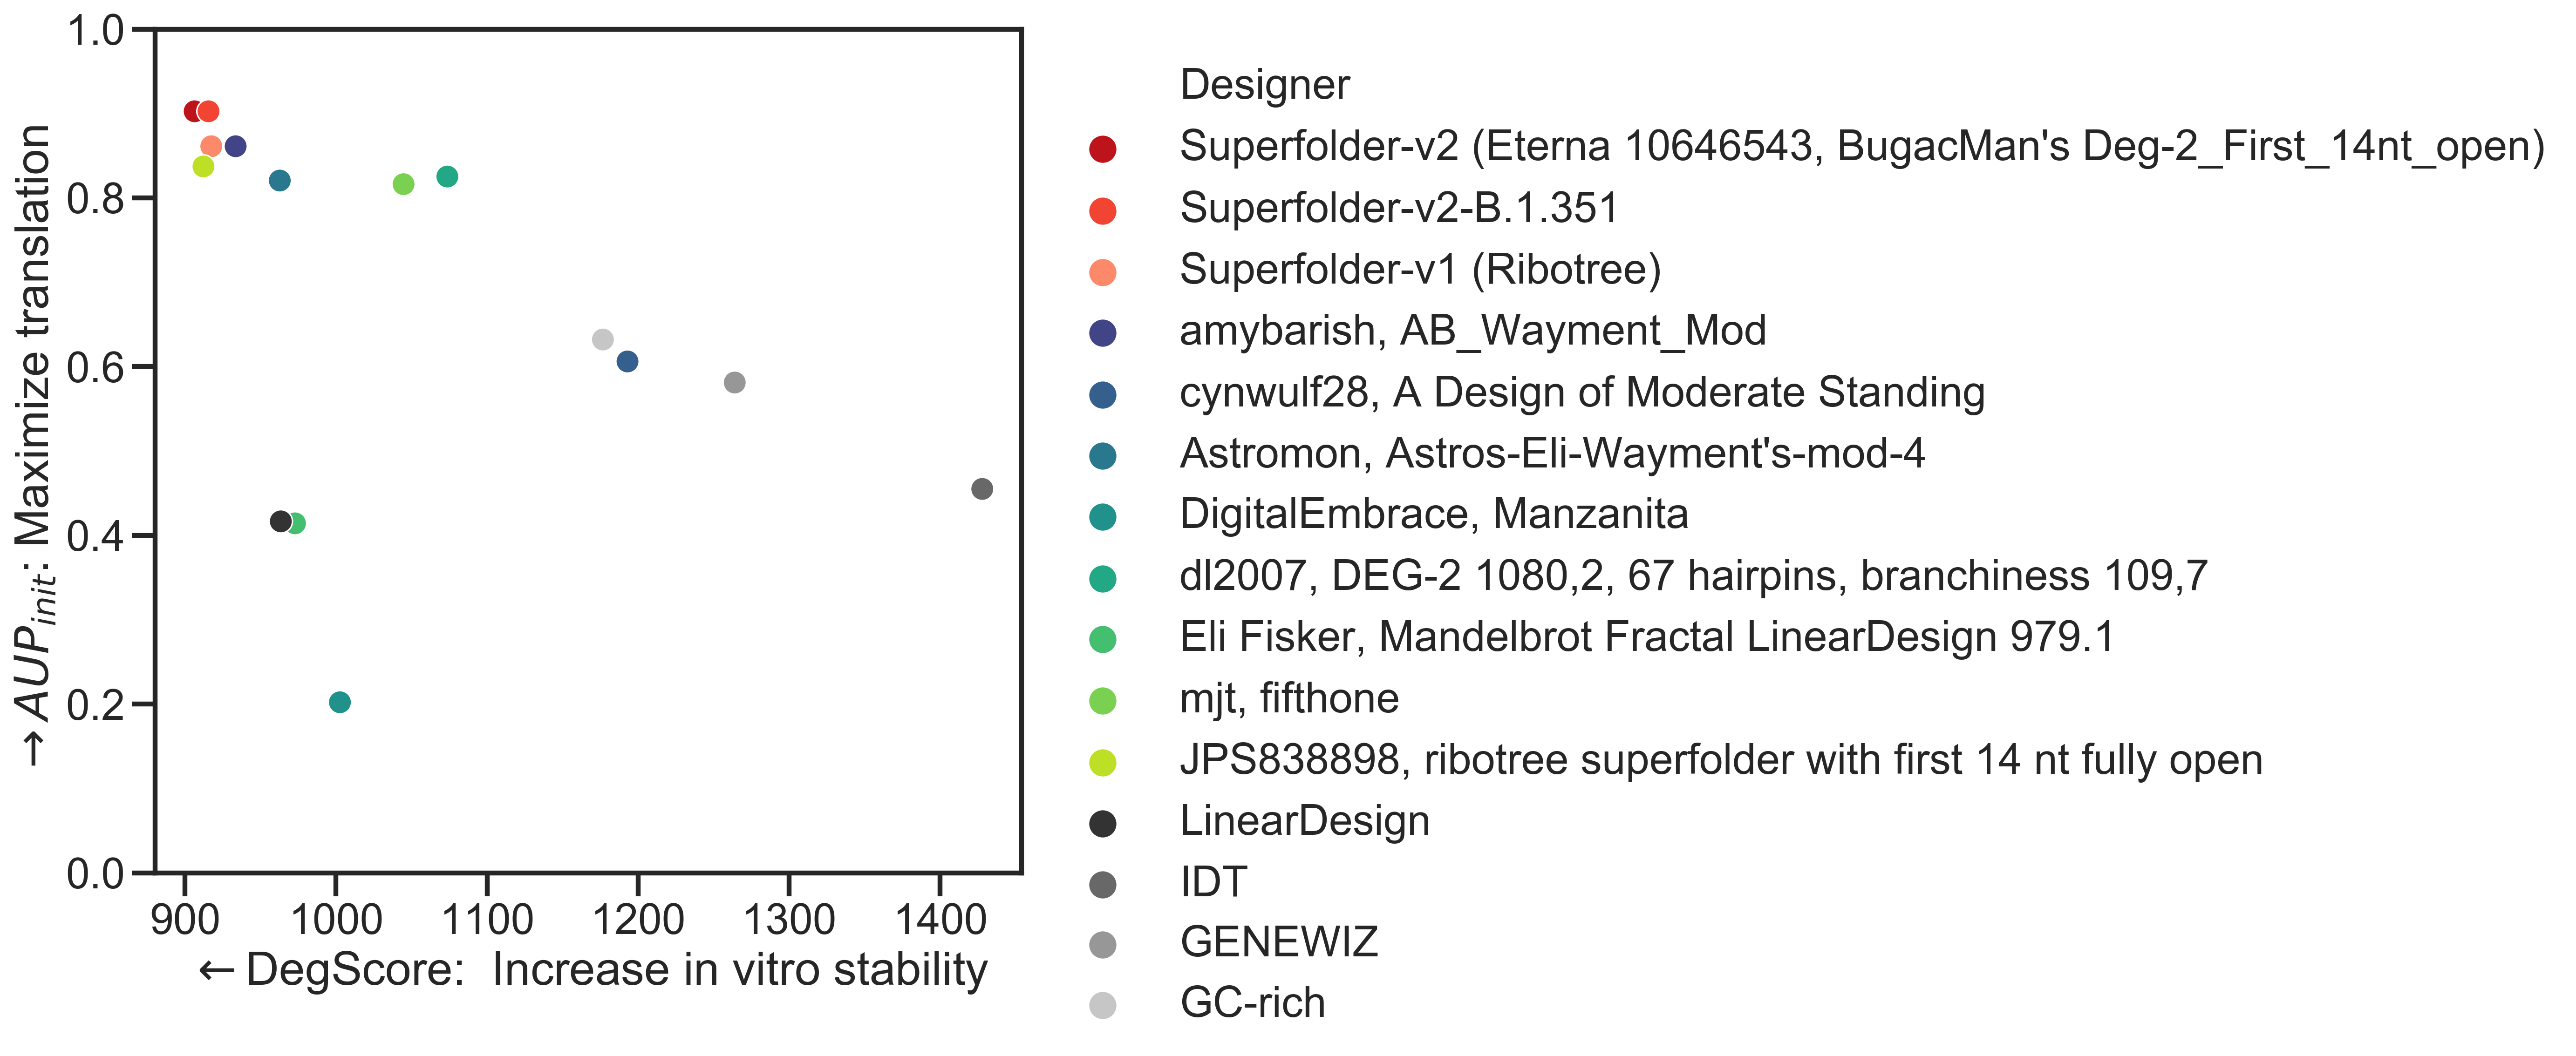 1.0
0.8
0.6
0.4
0.2
0.0
→ AUPinit: Maximize translation
900 1000 1100 1200 1300 1400
← DegScore: Increase in vitro stability
Designer
Superfolder-v2 (Eterna 10646543, BugacMan's Deg-2_First_14nt_open)
Superfolder-v2-B.1.351
Superfolder-v1 (Ribotree)
amybarish, AB_Wayment_Mod
cynwulf28, A Design of Moderate Standing
Astromon, Astros-Eli-Wayment's-mod-4
DigitalEmbrace, Manzanita
dl2007, DEG-2 1080,2, 67 hairpins, branchiness 109,7
Eli Fisker, Mandelbrot Fractal LinearDesign 979.1
mjt, fifthone
JPS838898, ribotree superfolder with first 14 nt fully open
LinearDesign
IDT
GENEWIZ
GC-rich